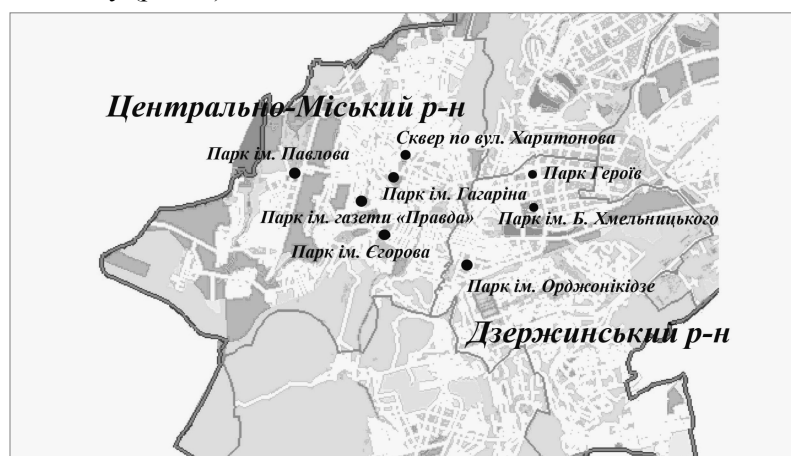 Центрально-Міський р-н
Сквер по вул. Харитонова
Парк ім. Павлова
Парк Героїв
Парк ім. Гагаріна
Парк ім. газети «Правда»
Парк ім. Б. Хмельницького
Парк ім. Єгорова
Парк ім. Орджонікідзе
Дзержинський р-н